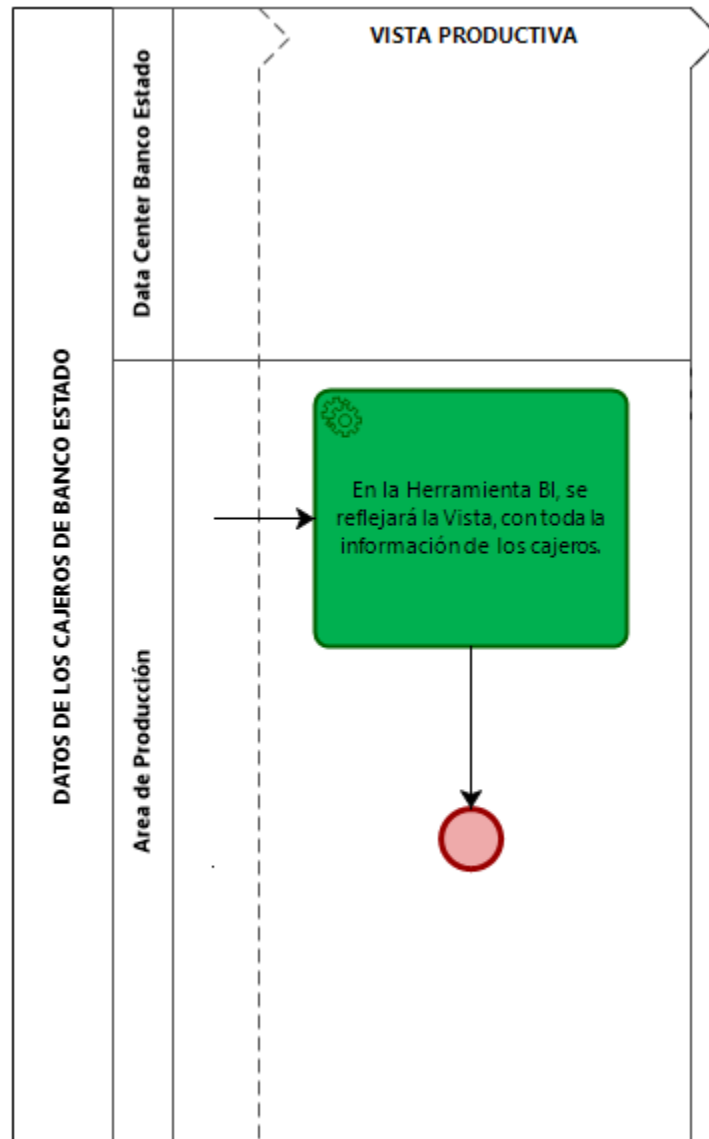 VISTA PRODUCTIVA
DATOS DE LOS CAJEROS DE BANCO ESTADO
Data Center Banco Estado
Area de Producción
En la Herramienta BI, se
reflejará la Vista, con toda la
información de los cajeros.